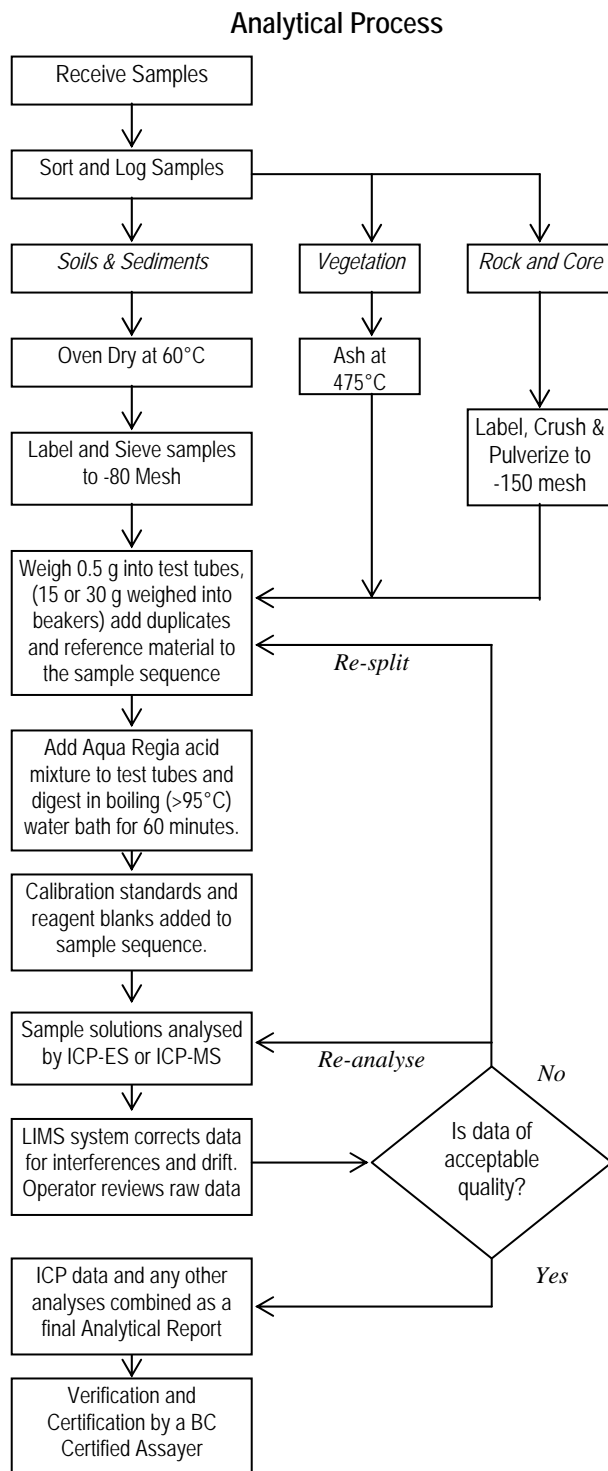 Analytical Process
Receive Samples
Sort and Log Samples
Soils & Sediments
Vegetation
Rock and Core
Oven Dry at 60°C
Ash at
475°C
Label and Sieve samples
to -80 Mesh
Label, Crush &
Pulverize to
-150 mesh
Weigh 0.5 g into test tubes,
(15 or 30 g weighed into
beakers) add duplicates
and reference material to
the sample sequence
Re-split
Add Aqua Regia acid
mixture to test tubes and
digest in boiling (>95°C)
water bath for 60 minutes.
Calibration standards and
reagent blanks added to
sample sequence.
Sample solutions analysed
by ICP-ES or ICP-MS
Re-analyse
No
LIMS system corrects data
for interferences and drift.
Operator reviews raw data
Is data of
acceptable
quality?
Yes
ICP data and any other
analyses combined as a
final Analytical Report
Verification and
Certification by a BC
Certified Assayer